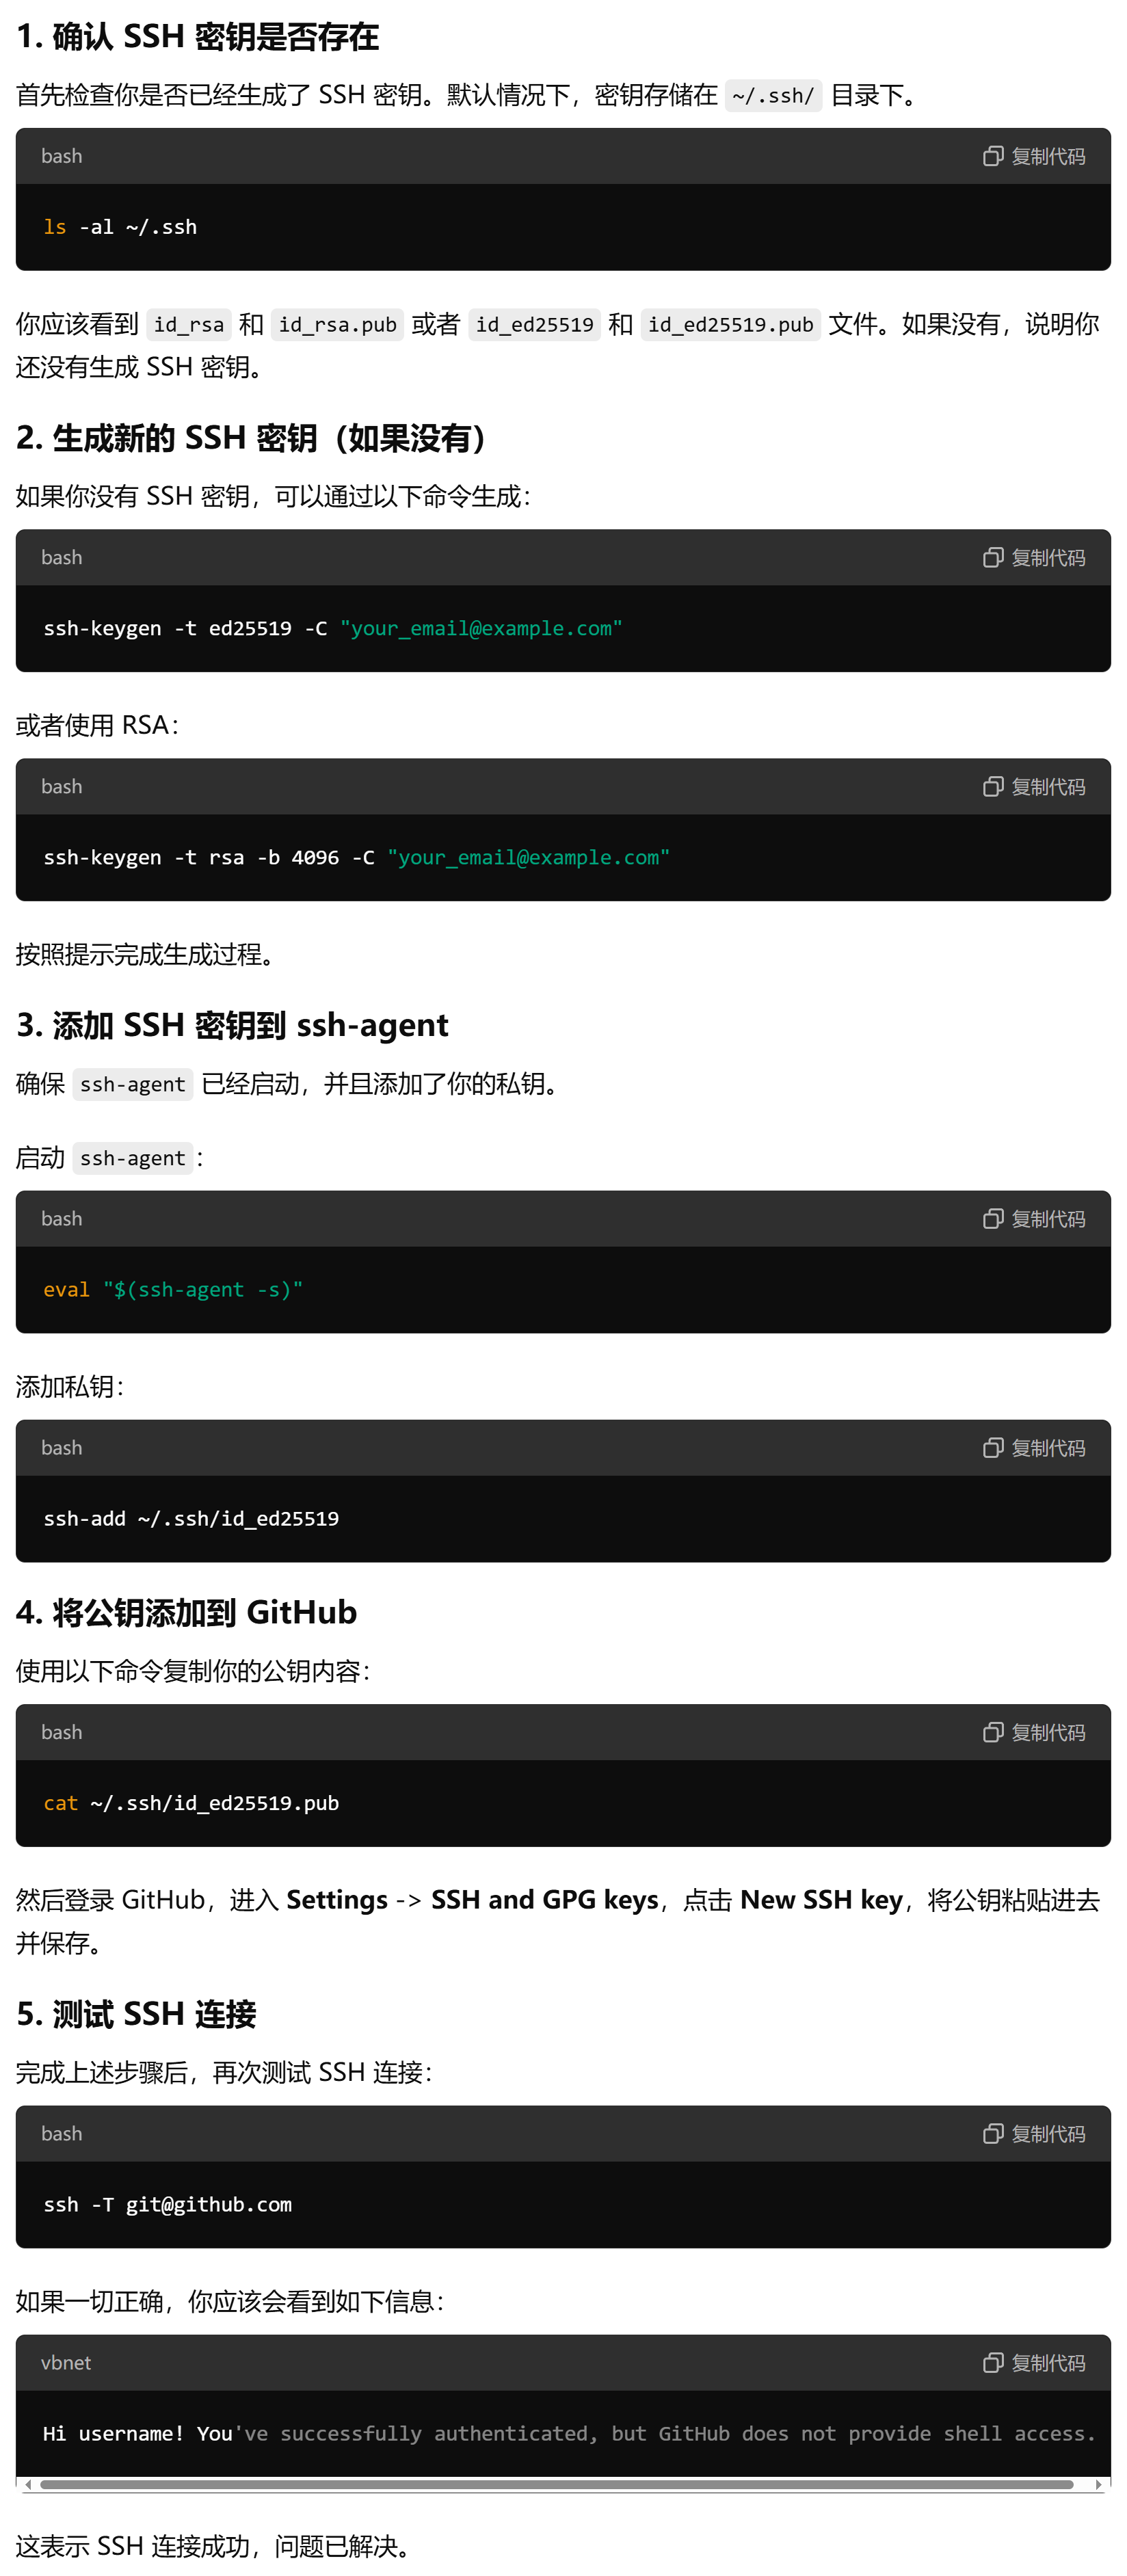 1. 确认 SSH 密钥是否存在
首先检查你是否已经生成了 SSH 密钥。默认情况下，密钥存储在 ~/.ssh/ 目录下。
bash 复制代码
ls -al ~/.ssh
你应该看到 id_rsa 和 id_rsa.pub 或者 id_ed25519 和 id_ed25519.pub 文件。如果没有，说明你
还没有生成 SSH 密钥。
2. 生成新的 SSH 密钥（如果没有）
如果你没有 SSH 密钥，可以通过以下命令生成：
bash 复制代码
ssh-keygen -t ed25519 -C "your_email@example.com"
或者使用 RSA：
bash 复制代码
ssh-keygen -t rsa -b 4096 -C "your_email@example.com"
按照提示完成生成过程。
3. 添加 SSH 密钥到 ssh-agent
确保 ssh-agent 已经启动，并且添加了你的私钥。
启动 ssh-agent：
bash 复制代码
eval "$(ssh-agent -s)"
添加私钥：
bash 复制代码
ssh-add ~/.ssh/id_ed25519
4. 将公钥添加到 GitHub
使用以下命令复制你的公钥内容：
bash 复制代码
cat ~/.ssh/id_ed25519.pub
然后登录 GitHub，进入 Settings -> SSH and GPG keys，点击 New SSH key，将公钥粘贴进去
并保存。
5. 测试 SSH 连接
完成上述步骤后，再次测试 SSH 连接：
bash 复制代码
ssh -T git@github.com
如果一切正确，你应该会看到如下信息：
vbnet 复制代码
Hi username! You've successfully authenticated, but GitHub does not provide shell access.
这表示 SSH 连接成功，问题已解决。